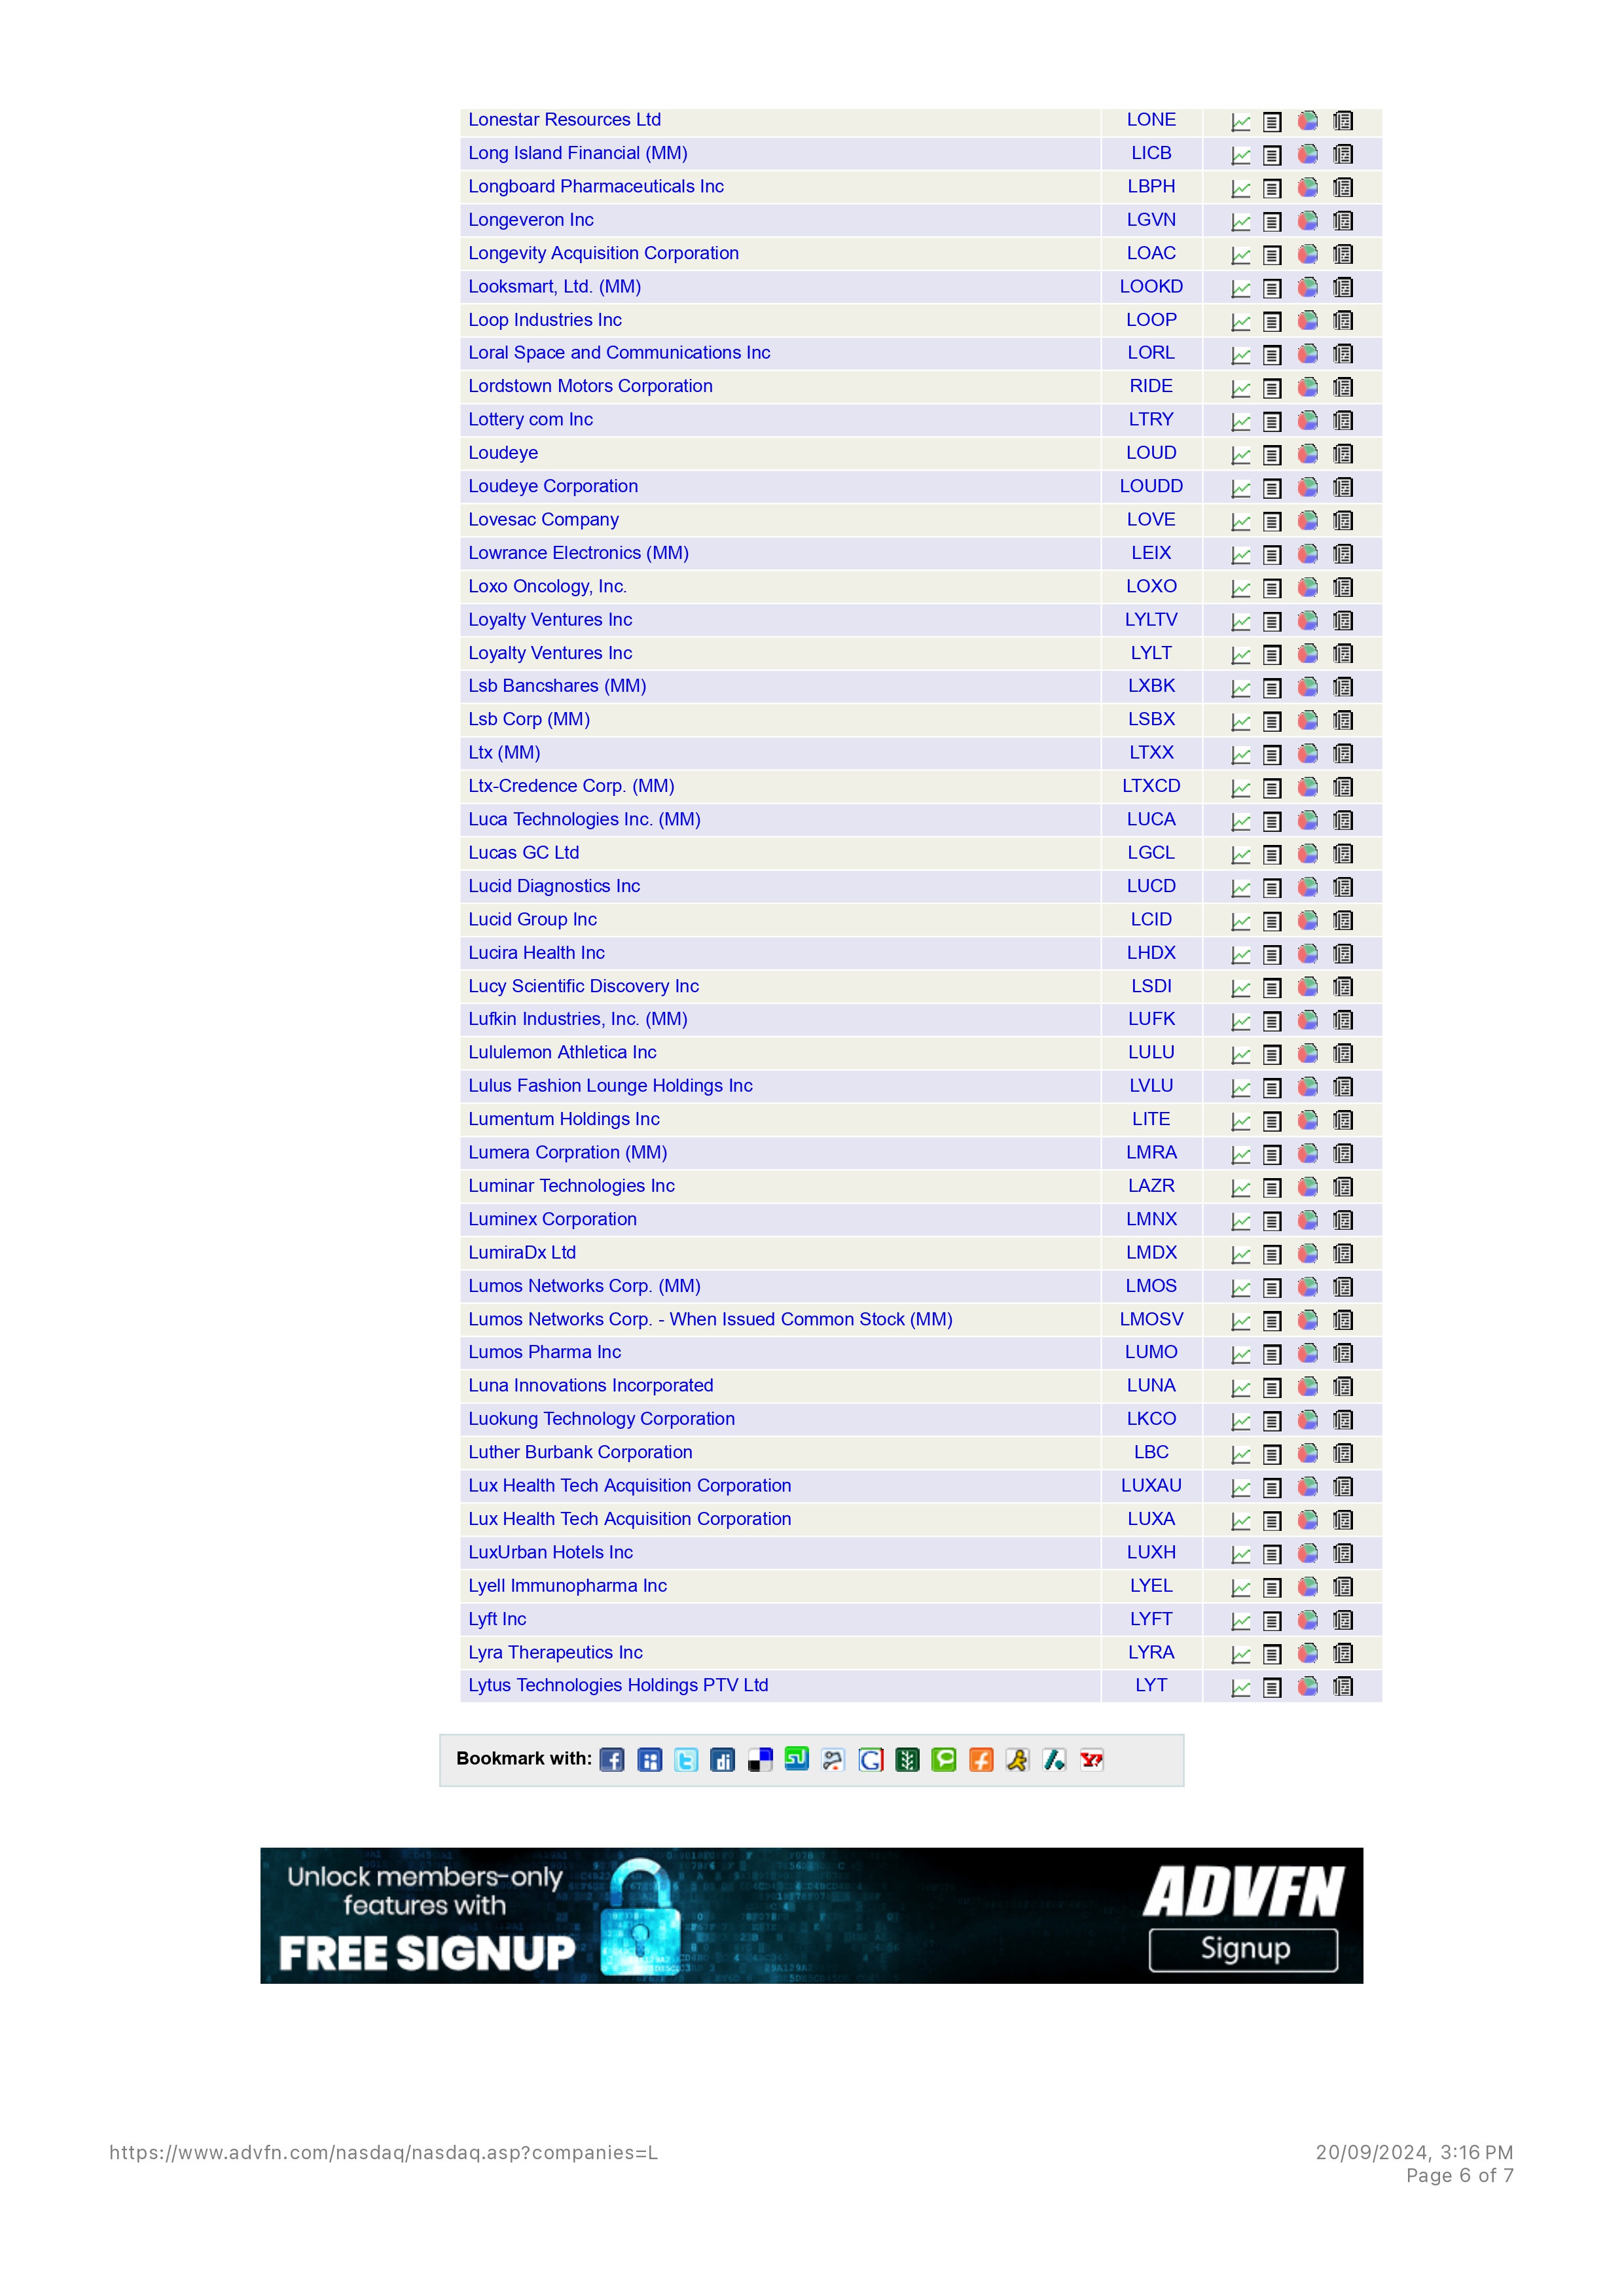 Lonestar Resources Ltd LONE
Long Island Financial (MM) LICB
Longboard Pharmaceuticals Inc LBPH
Longeveron Inc LGVN
Longevity Acquisition Corporation LOAC
Looksmart, Ltd. (MM) LOOKD
Loop Industries Inc LOOP
Loral Space and Communications Inc LORL
Lordstown Motors Corporation RIDE
Lottery com Inc LTRY
Loudeye LOUD
Loudeye Corporation LOUDD
Lovesac Company LOVE
Lowrance Electronics (MM) LEIX
Loxo Oncology, Inc. LOXO
Loyalty Ventures Inc LYLTV
Loyalty Ventures Inc LYLT
Lsb Bancshares (MM) LXBK
Lsb Corp (MM) LSBX
Ltx (MM) LTXX
Ltx-Credence Corp. (MM) LTXCD
Luca Technologies Inc. (MM) LUCA
Lucas GC Ltd LGCL
Lucid Diagnostics Inc LUCD
Lucid Group Inc LCID
Lucira Health Inc LHDX
Lucy Scientific Discovery Inc LSDI
Lufkin Industries, Inc. (MM) LUFK
Lululemon Athletica Inc LULU
Lulus Fashion Lounge Holdings Inc LVLU
Lumentum Holdings Inc LITE
Lumera Corpration (MM) LMRA
Luminar Technologies Inc LAZR
Luminex Corporation LMNX
LumiraDx Ltd LMDX
Lumos Networks Corp. (MM) LMOS
Lumos Networks Corp. - When Issued Common Stock (MM) LMOSV
Lumos Pharma Inc LUMO
Luna Innovations Incorporated LUNA
Luokung Technology Corporation LKCO
Luther Burbank Corporation LBC
Lux Health Tech Acquisition Corporation LUXAU
Lux Health Tech Acquisition Corporation LUXA
LuxUrban Hotels Inc LUXH
Lyell Immunopharma Inc LYEL
Lyft Inc LYFT
Lyra Therapeutics Inc LYRA
Lytus Technologies Holdings PTV Ltd LYT
Bookmark with:
Unlock members-only
features with
FREE SIGNUP
ADVFN
Signup
https://www.advfn.com/nasdaq/nasdaq.asp?companies=L
20/09/2024, 3:16 PM
Page 6 of 7